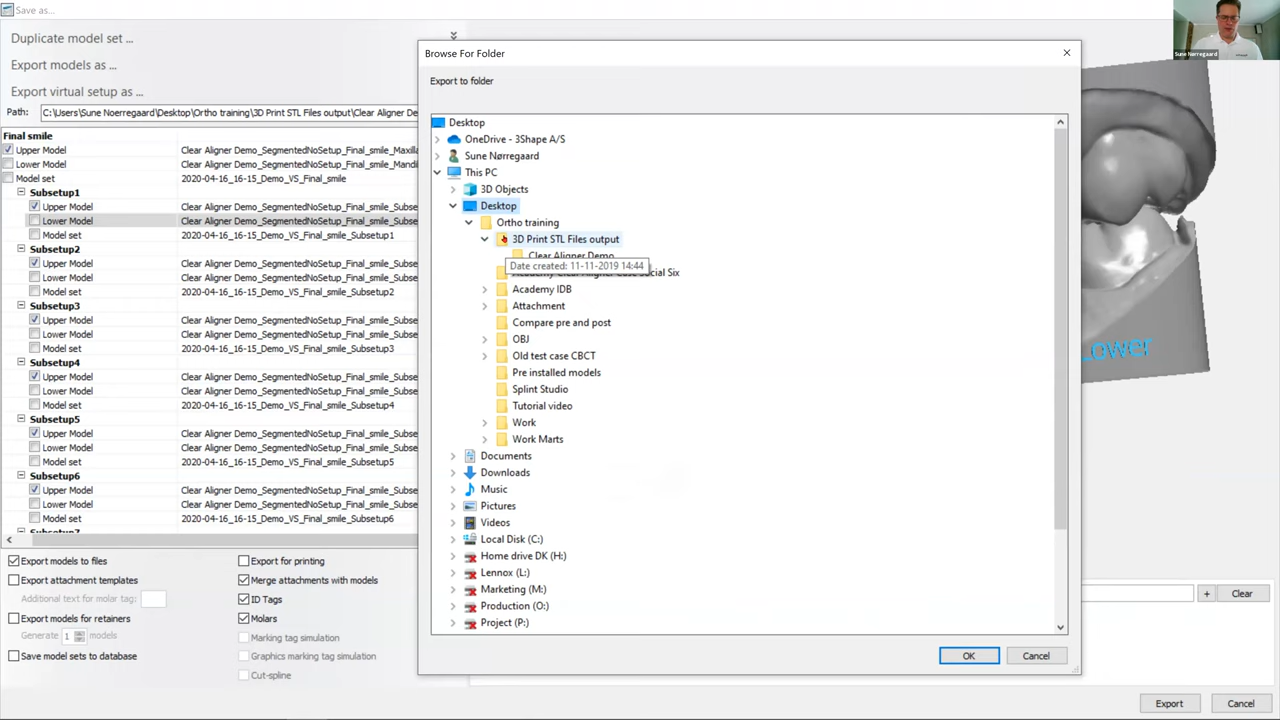 Save as...
Duplicate model set ...
Export models as ...
Export virtual setup as ...
Path:
C:\Users\Sune Noerregaard\Desktop\Ortho training\3D Print STL Files output\Clear Aligner De
Final smile
Upper Model Clear Aligner Demo_SegmentedNoSetup_Final_smile_Maxilla
Lower Model Clear Aligner Demo_SegmentedNoSetup_Final_smile_Mandi
Model set 2020-04-16_16-15_Demo_VS_Final_smile
Subsetup1
Upper Model Clear Aligner Demo_SegmentedNoSetup_Final_smile_Subse
Lower Model Clear Aligner Demo_SegmentedNoSetup_Final_smile_Subse
Model set 2020-04-16_16-15_Demo_VS_Final_smile_Subsetup1
Subsetup2
Upper Model Clear Aligner Demo_SegmentedNoSetup_Final_smile_Subse
Lower Model Clear Aligner Demo_SegmentedNoSetup_Final_smile_Subse
Model set 2020-04-16_16-15_Demo_VS_Final_smile_Subsetup2
Subsetup3
Upper Model Clear Aligner Demo_SegmentedNoSetup_Final_smile_Subse
Lower Model Clear Aligner Demo_SegmentedNoSetup_Final_smile_Subse
Model set 2020-04-16_16-15_Demo_VS_Final_smile_Subsetup3
Subsetup4
Upper Model Clear Aligner Demo_SegmentedNoSetup_Final_smile_Subse
Lower Model Clear Aligner Demo_SegmentedNoSetup_Final_smile_Subse
Model set 2020-04-16_16-15_Demo_VS_Final_smile_Subsetup4
Subsetup5
Upper Model Clear Aligner Demo_SegmentedNoSetup_Final_smile_Subse
Lower Model Clear Aligner Demo_SegmentedNoSetup_Final_smile_Subse
Model set 2020-04-16_16-15_Demo_VS_Final_smile_Subsetup5
Subsetup6
Upper Model Clear Aligner Demo_SegmentedNoSetup_Final_smile_Subse
Lower Model Clear Aligner Demo_SegmentedNoSetup_Final_smile_Subse
Model set 2020-04-16_16-15_Demo_VS_Final_smile_Subsetup6
Export models to files
Export attachment templates
Additional text for molar tag:
Export models for retainers
Generate 1 models
Save model sets to database
Export for printing
Merge attachments with models
ID Tags
Molars
Marking tag simulation
Graphics marking tag simulation
Cut-spline
Browse For Folder
Export to folder
Desktop
OneDrive - 3Shape A/S
Sune Nørregaard
This PC
3D Objects
Desktop
Ortho training
3D Print STL Files output
Clear Aligner Demo
Date created: 11-11-2019 14:44
Social Six
Academy IDB
Attachment
Compare pre and post
OBJ
Old test case CBCT
Pre installed models
Splint Studio
Tutorial video
Work
Work Marts
Documents
Downloads
Music
Pictures
Videos
Local Disk (C:)
Home drive DK (H:)
Lennox (L:)
Marketing (M:)
Production (O:)
Project (P:)
OK
Cancel
Sune Nørregaard
Lower
+
Clear
Export
Cancel